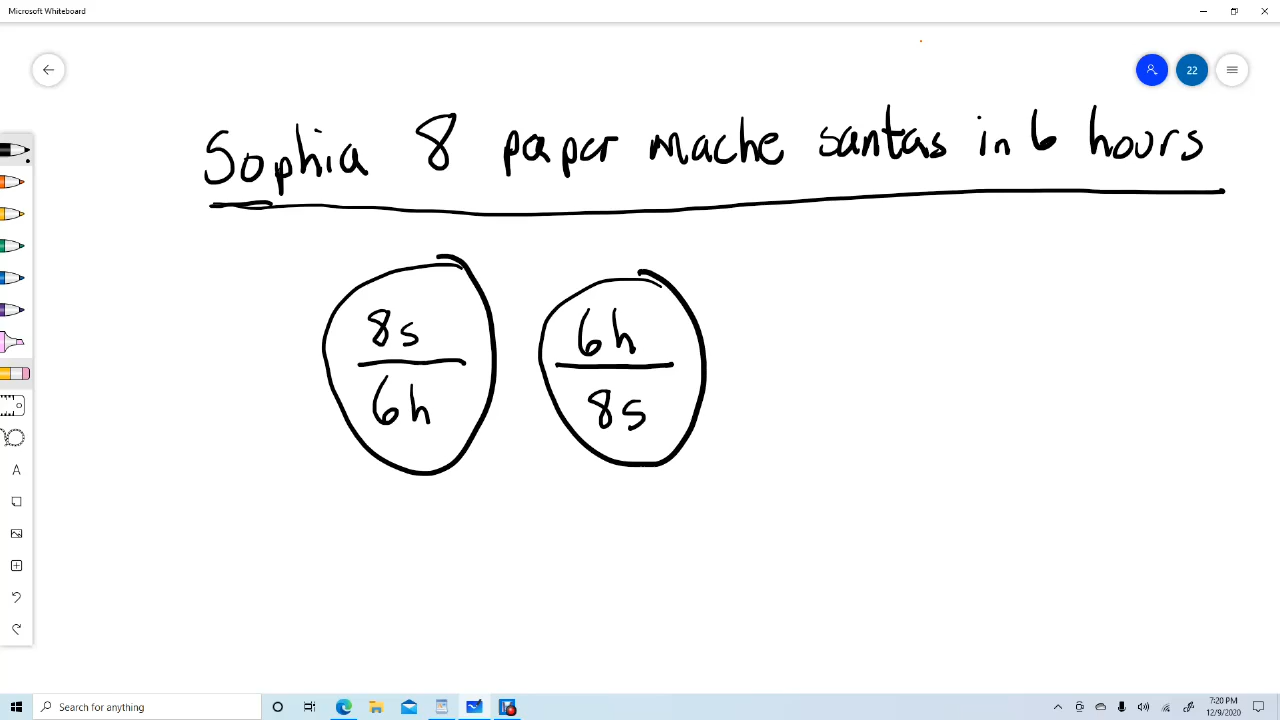 Microsoft Whiteboard
22
Sophia 8 paper mache santas in 6 hours
8s
6h
6h
8s
A
Search for anything
7:20 PM
12/9/2020